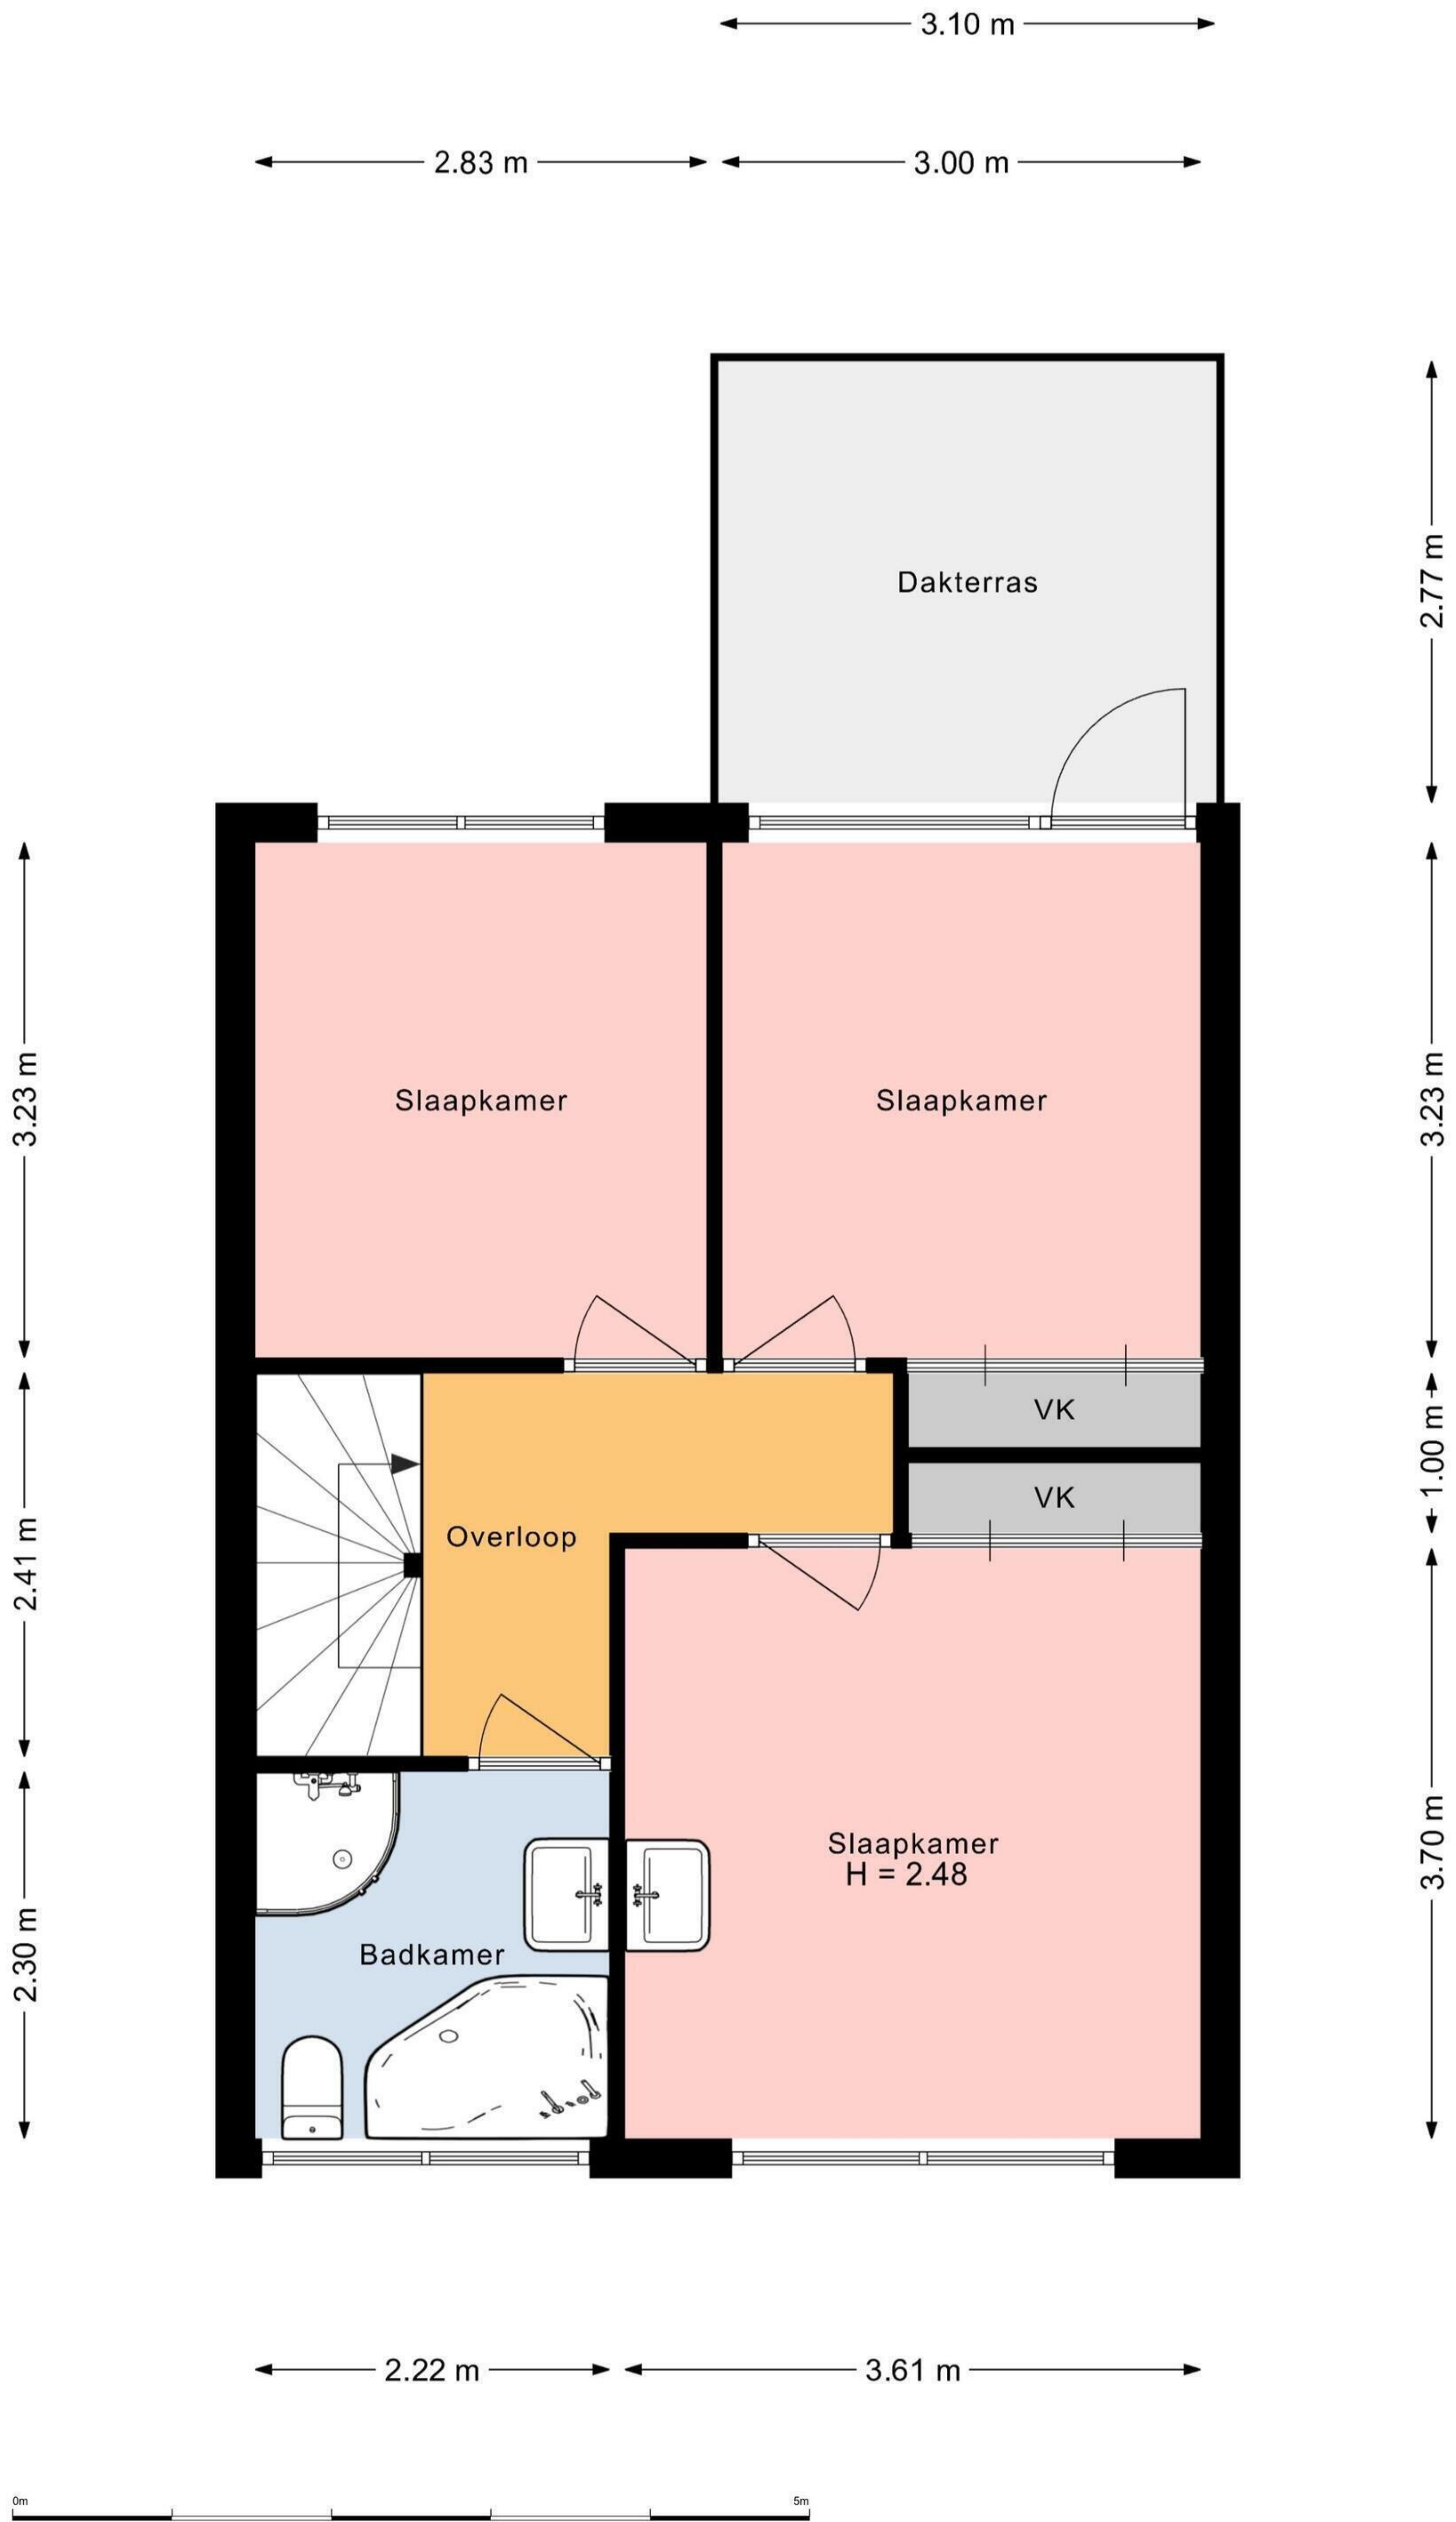 3.10 m
2.83 m
3.00 m
2.77 m
Dakterras
3.23 m
Slaapkamer
Slaapkamer
3.23 m
2.41 m
VK
1.00 m
VK
Overloop
2.30 m
Slaapkamer
H = 2.48
3.70 m
Badkamer
2.22 m
3.61 m
0m
5m